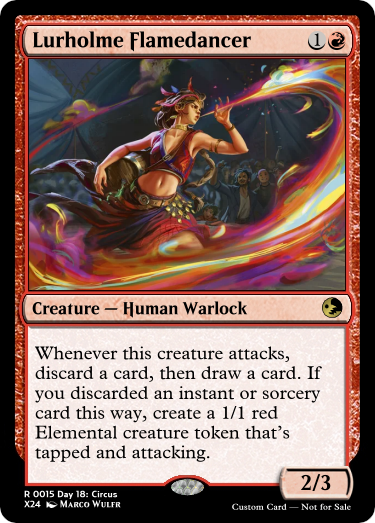 Lurholme Flamedancer 1
Creature — Human Warlock
Whenever this creature attacks,
discard a card, then draw a card. If
you discarded an instant or sorcery
card this way, create a 1/1 red
Elemental creature token that's
tapped and attacking.
2/3
R 0015 Day 18: Circus
X24 Marco Wulfr
Custom Card — Not for Sale